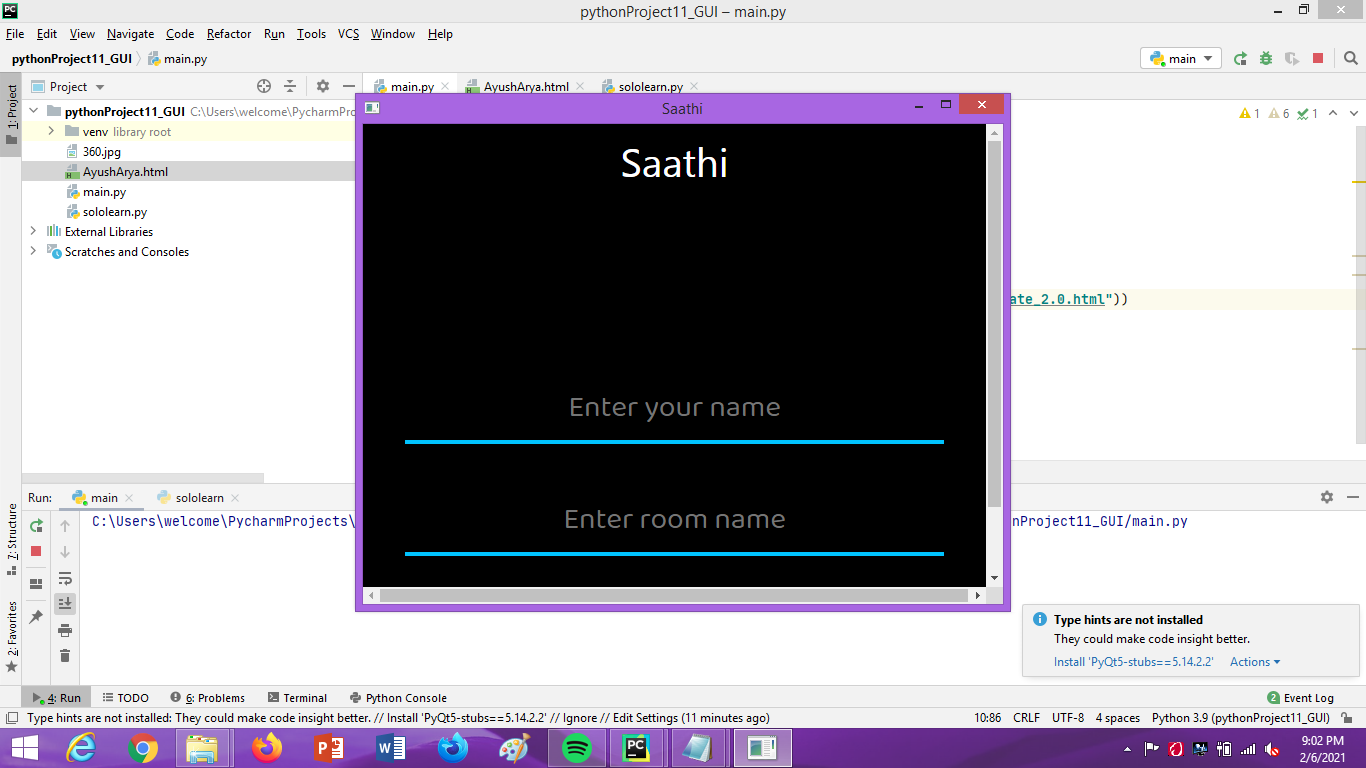 pythonProject11_GUI – main.py
File Edit View Navigate Code Refactor Run Tools VCS Window Help
pythonProject11_GUI main.py
main
1: Project
Project
main.py AyushArya.html sololearn.py
pythonProject11_GUI C:\Users\welcome\PycharmPro
1 6 1
venv library root
360.jpg
AyushArya.html
main.py
sololearn.py
External Libraries
Scratches and Consoles
Saathi
Saathi
Enter your name
Enter room name
ate_2.0.html"))
Run: main sololearn
C:\Users\welcome\PycharmProjects\
nProject11_GUI/main.py
7: Structure
2: Favorites
Type hints are not installed
They could make code insight better.
Install 'PyQt5-stubs==5.14.2.2' Actions
4: Run TODO 6: Problems Terminal Python Console 2 Event Log
Type hints are not installed: They could make code insight better. // Install 'PyQt5-stubs==5.14.2.2' // Ignore // Edit Settings (11 minutes ago) 10:86 CRLF UTF-8 4 spaces Python 3.9 (pythonProject11_GUI)
9:02 PM
2/6/2021